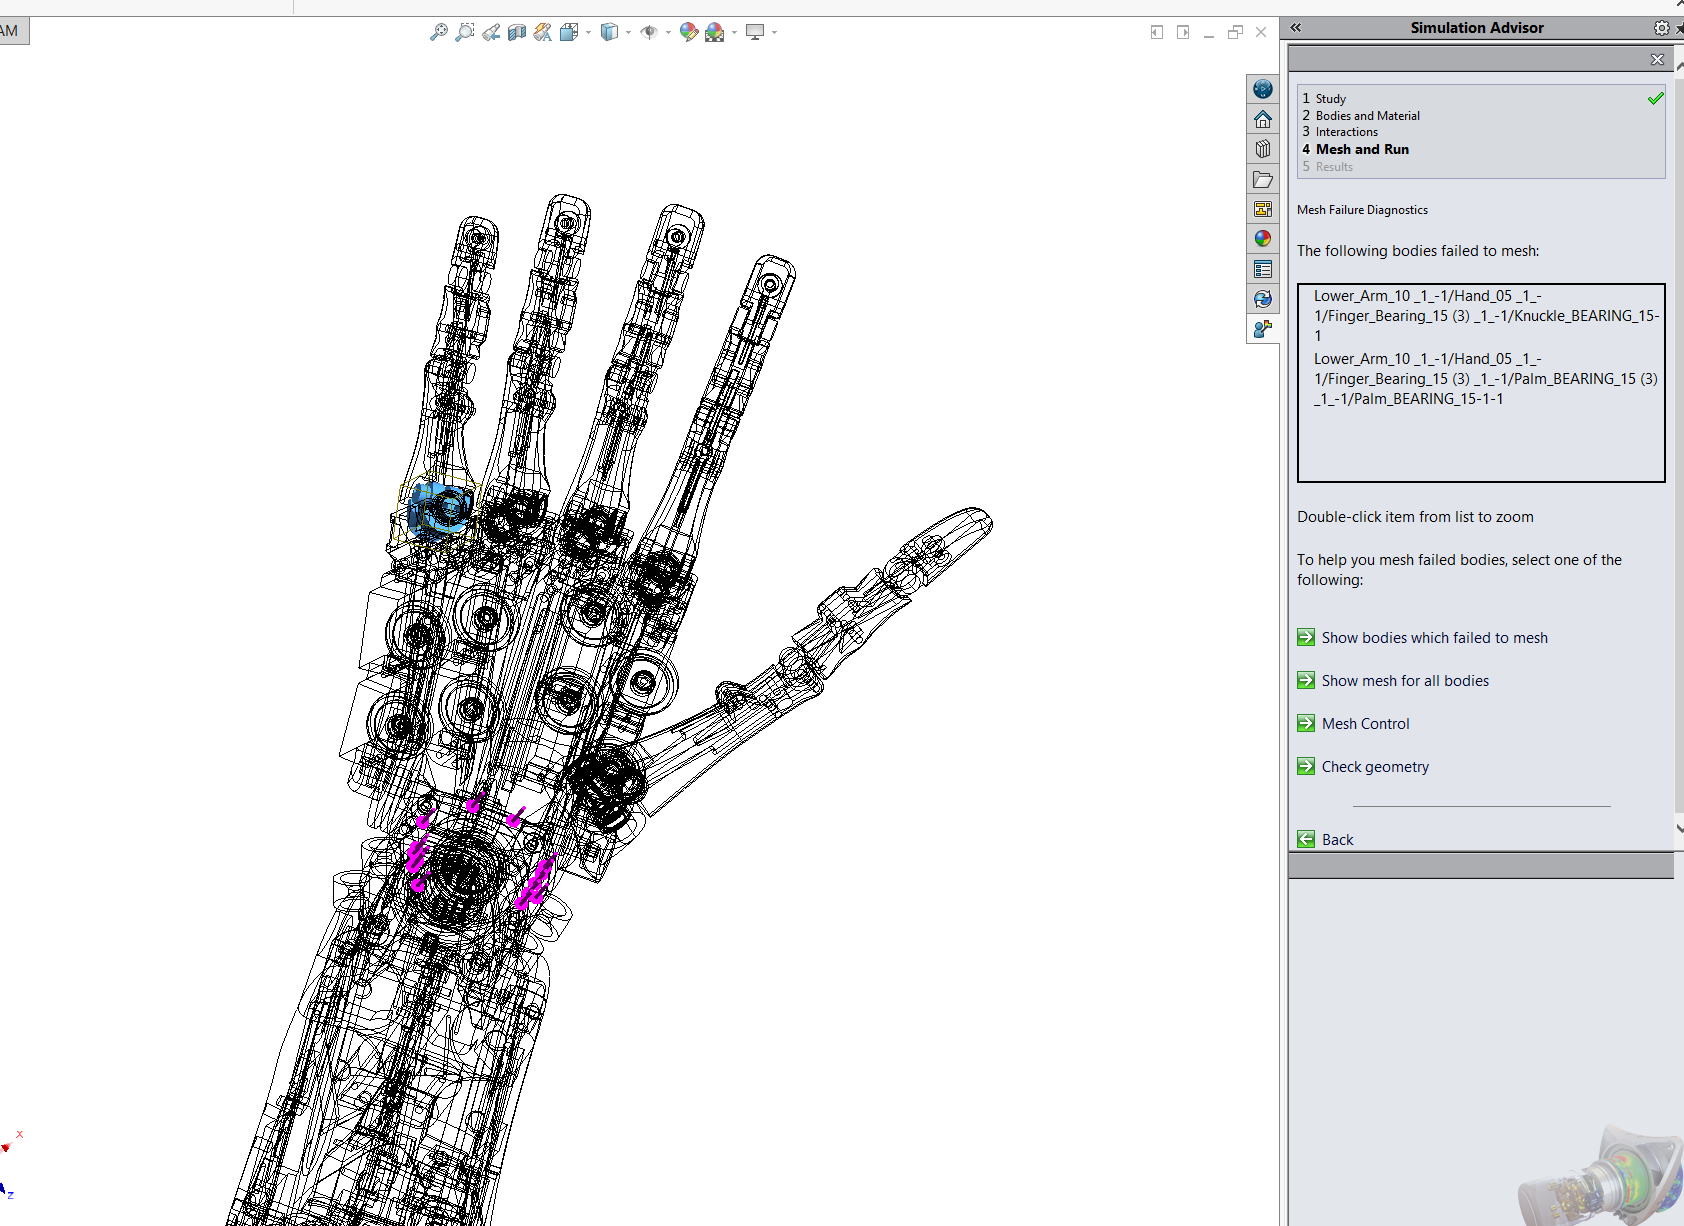 AM
Simulation Advisor
1 Study
2 Bodies and Material
3 Interactions
4 Mesh and Run
5 Results
Mesh Failure Diagnostics
The following bodies failed to mesh:
Lower_Arm_10 _1_-1/Hand_05 _1_-
1/Finger_Bearing_15 (3) _1_-1/Knuckle_BEARING_15-
1
Lower_Arm_10 _1_-1/Hand_05 _1_-
1/Finger_Bearing_15 (3) _1_-1/Palm_BEARING_15 (3)
_1_-1/Palm_BEARING_15-1-1
Double-click item from list to zoom
To help you mesh failed bodies, select one of the
following:
Show bodies which failed to mesh
Show mesh for all bodies
Mesh Control
Check geometry
Back
x
z